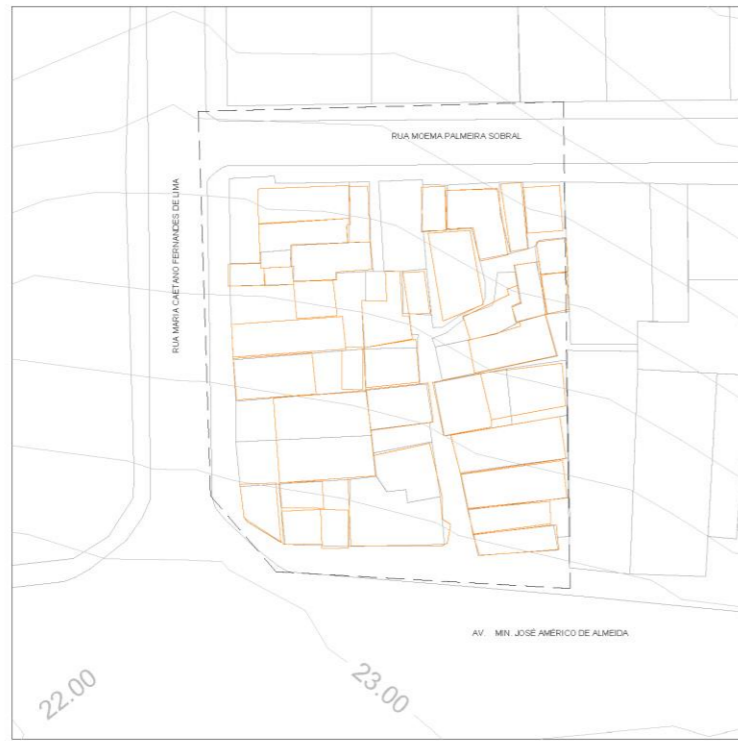 RUA MOEMA PALMEIRA SOBRAL
RUA MARIA CAETANO FERNANDES DE LIMA
AV. MIN. JOSÉ AMÉRICO DE ALMEIDA
22.00
23.00